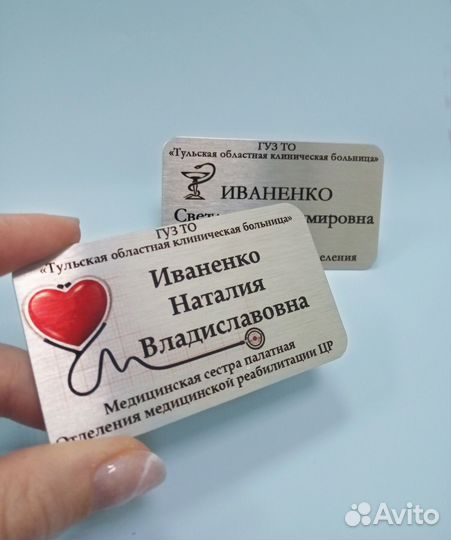 ГУЗ ТО
«Тульская областная клиническая больница»
ИВАНЕНКО
ГУЗ ТО
«Тульская областная клиническая больница»
Иваненко
Наталия
Владиславовна
Медицинская сестра палатная
Отделения медицинской реабилитации ЦР
Avito